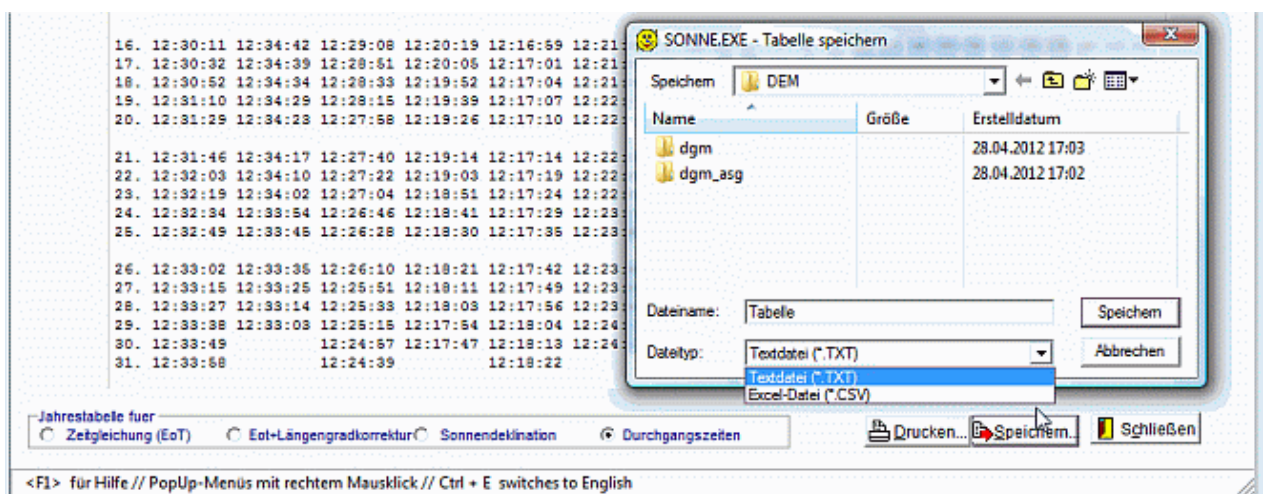 16. 12:30:11 12:34:42 12:29:08 12:20:19 12:16:59 12:21:
17. 12:30:32 12:34:39 12:28:51 12:20:05 12:17:01 12:21:
18. 12:30:52 12:34:34 12:28:33 12:19:52 12:17:04 12:21:
19. 12:31:10 12:34:29 12:28:15 12:19:39 12:17:07 12:22:
20. 12:31:29 12:34:23 12:27:58 12:19:26 12:17:10 12:22:
21. 12:31:46 12:34:17 12:27:40 12:19:14 12:17:14 12:22:
22. 12:32:03 12:34:10 12:27:22 12:19:03 12:17:19 12:22:
23. 12:32:19 12:34:02 12:27:04 12:18:51 12:17:24 12:22:
24. 12:32:34 12:33:54 12:26:46 12:18:41 12:17:29 12:23:
25. 12:32:49 12:33:45 12:26:28 12:18:30 12:17:35 12:23:
26. 12:33:02 12:33:35 12:26:10 12:18:21 12:17:42 12:23:
27. 12:33:15 12:33:25 12:25:51 12:18:11 12:17:49 12:23:
28. 12:33:27 12:33:14 12:25:33 12:18:03 12:17:56 12:23:
29. 12:33:38 12:33:03 12:25:15 12:17:54 12:18:04 12:24:
30. 12:33:49 12:24:57 12:17:47 12:18:13 12:24:
31. 12:33:58 12:24:39 12:18:22
SONNE.EXE - Tabelle speichern
Speichern DEM
Name Größe Erstelldatum
dgm 28.04.2012 17:03
dgm_asg 28.04.2012 17:02
Dateiname: Tabelle Speichern
Dateityp: Textdatei (*.TXT) Abbrechen
Textdatei (*.TXT)
Excel-Datei (*.CSV)
Jahrestabelle fuer
Zeitgleichung (EoT) Eot+Längengradkorrektur Sonnendeklination Durchgangszeiten
Drucken... Speichern... Schließen
<F1> für Hilfe // PopUp-Menüs mit rechtem Mausklick // Ctrl + E switches to English